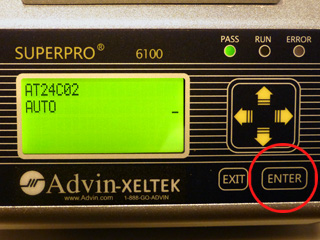 PASS RUN ERROR
SUPERPRO® 6100
AT24C02
AUTO _
EXIT ENTER
Advin-XELTEK
www.Advin.com 1-888-GO-ADVIN